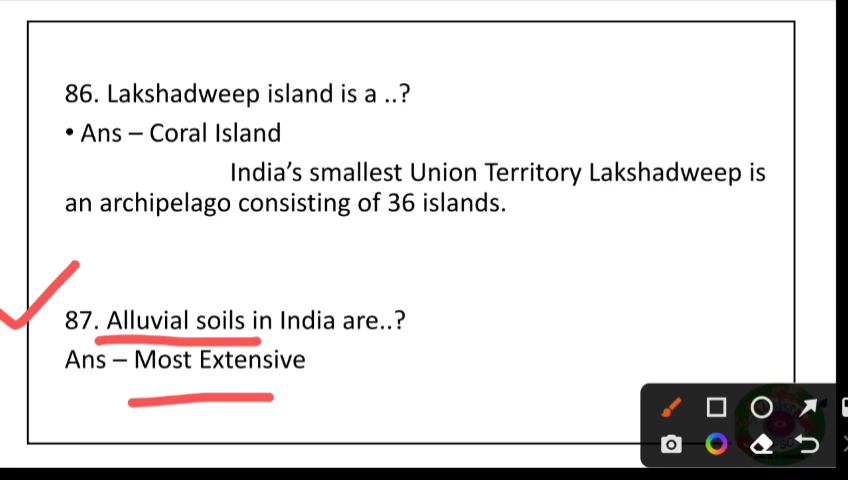 86. Lakshadweep island is a ..?
• Ans – Coral Island
India’s smallest Union Territory Lakshadweep is
an archipelago consisting of 36 islands.
87. Alluvial soils in India are..?
Ans – Most Extensive